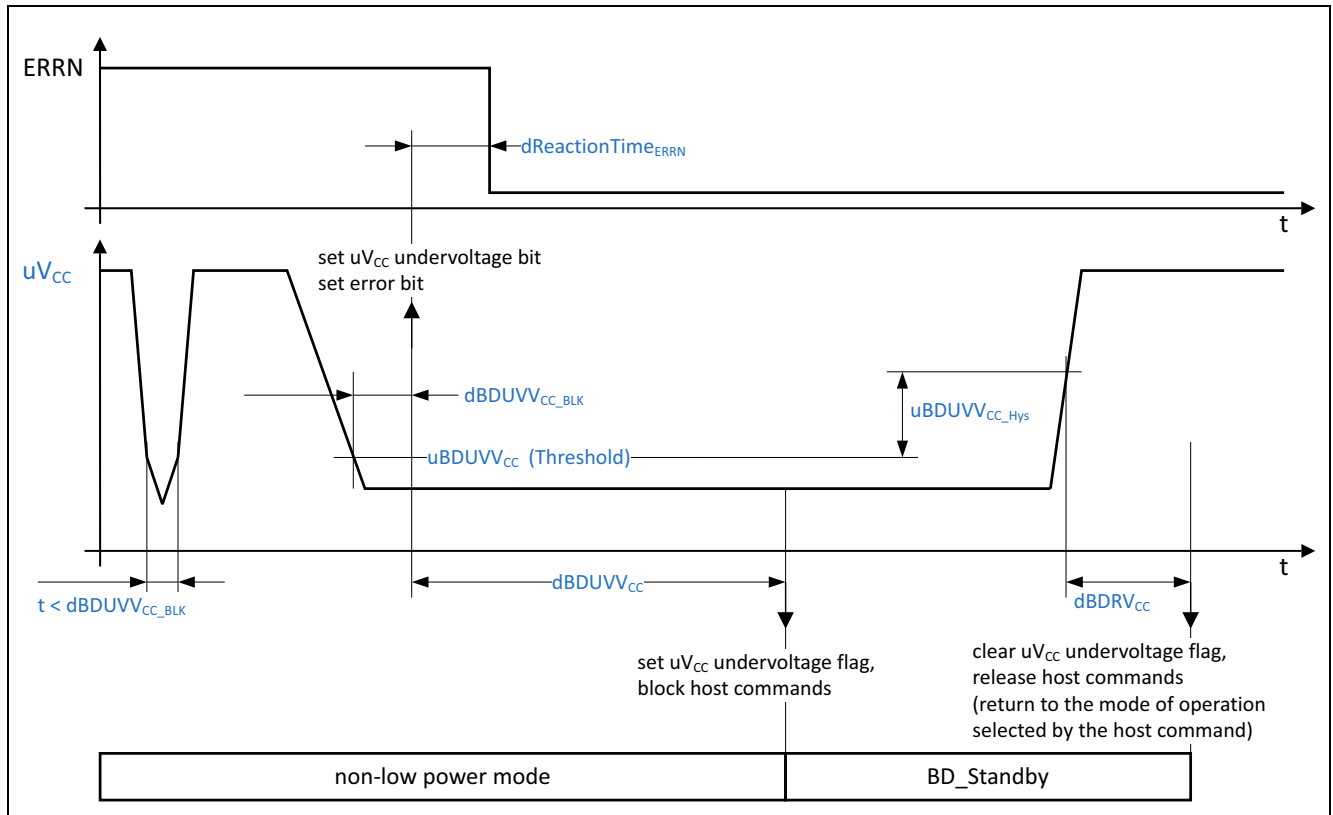 ERRN
dReactionTimeERRN
t
set uVCC undervoltage bit
set error bit
uVCC
dBDUVVCC_BLK
uBDUVVCC_Hys
uBDUVVCC (Threshold)
t
dBDUVVCC
dBDRVCC
t < dBDUVVCC_BLK
set uVCC undervoltage flag,
block host commands
clear uVCC undervoltage flag,
release host commands
(return to the mode of operation
selected by the host command)
non-low power mode
BD_Standby